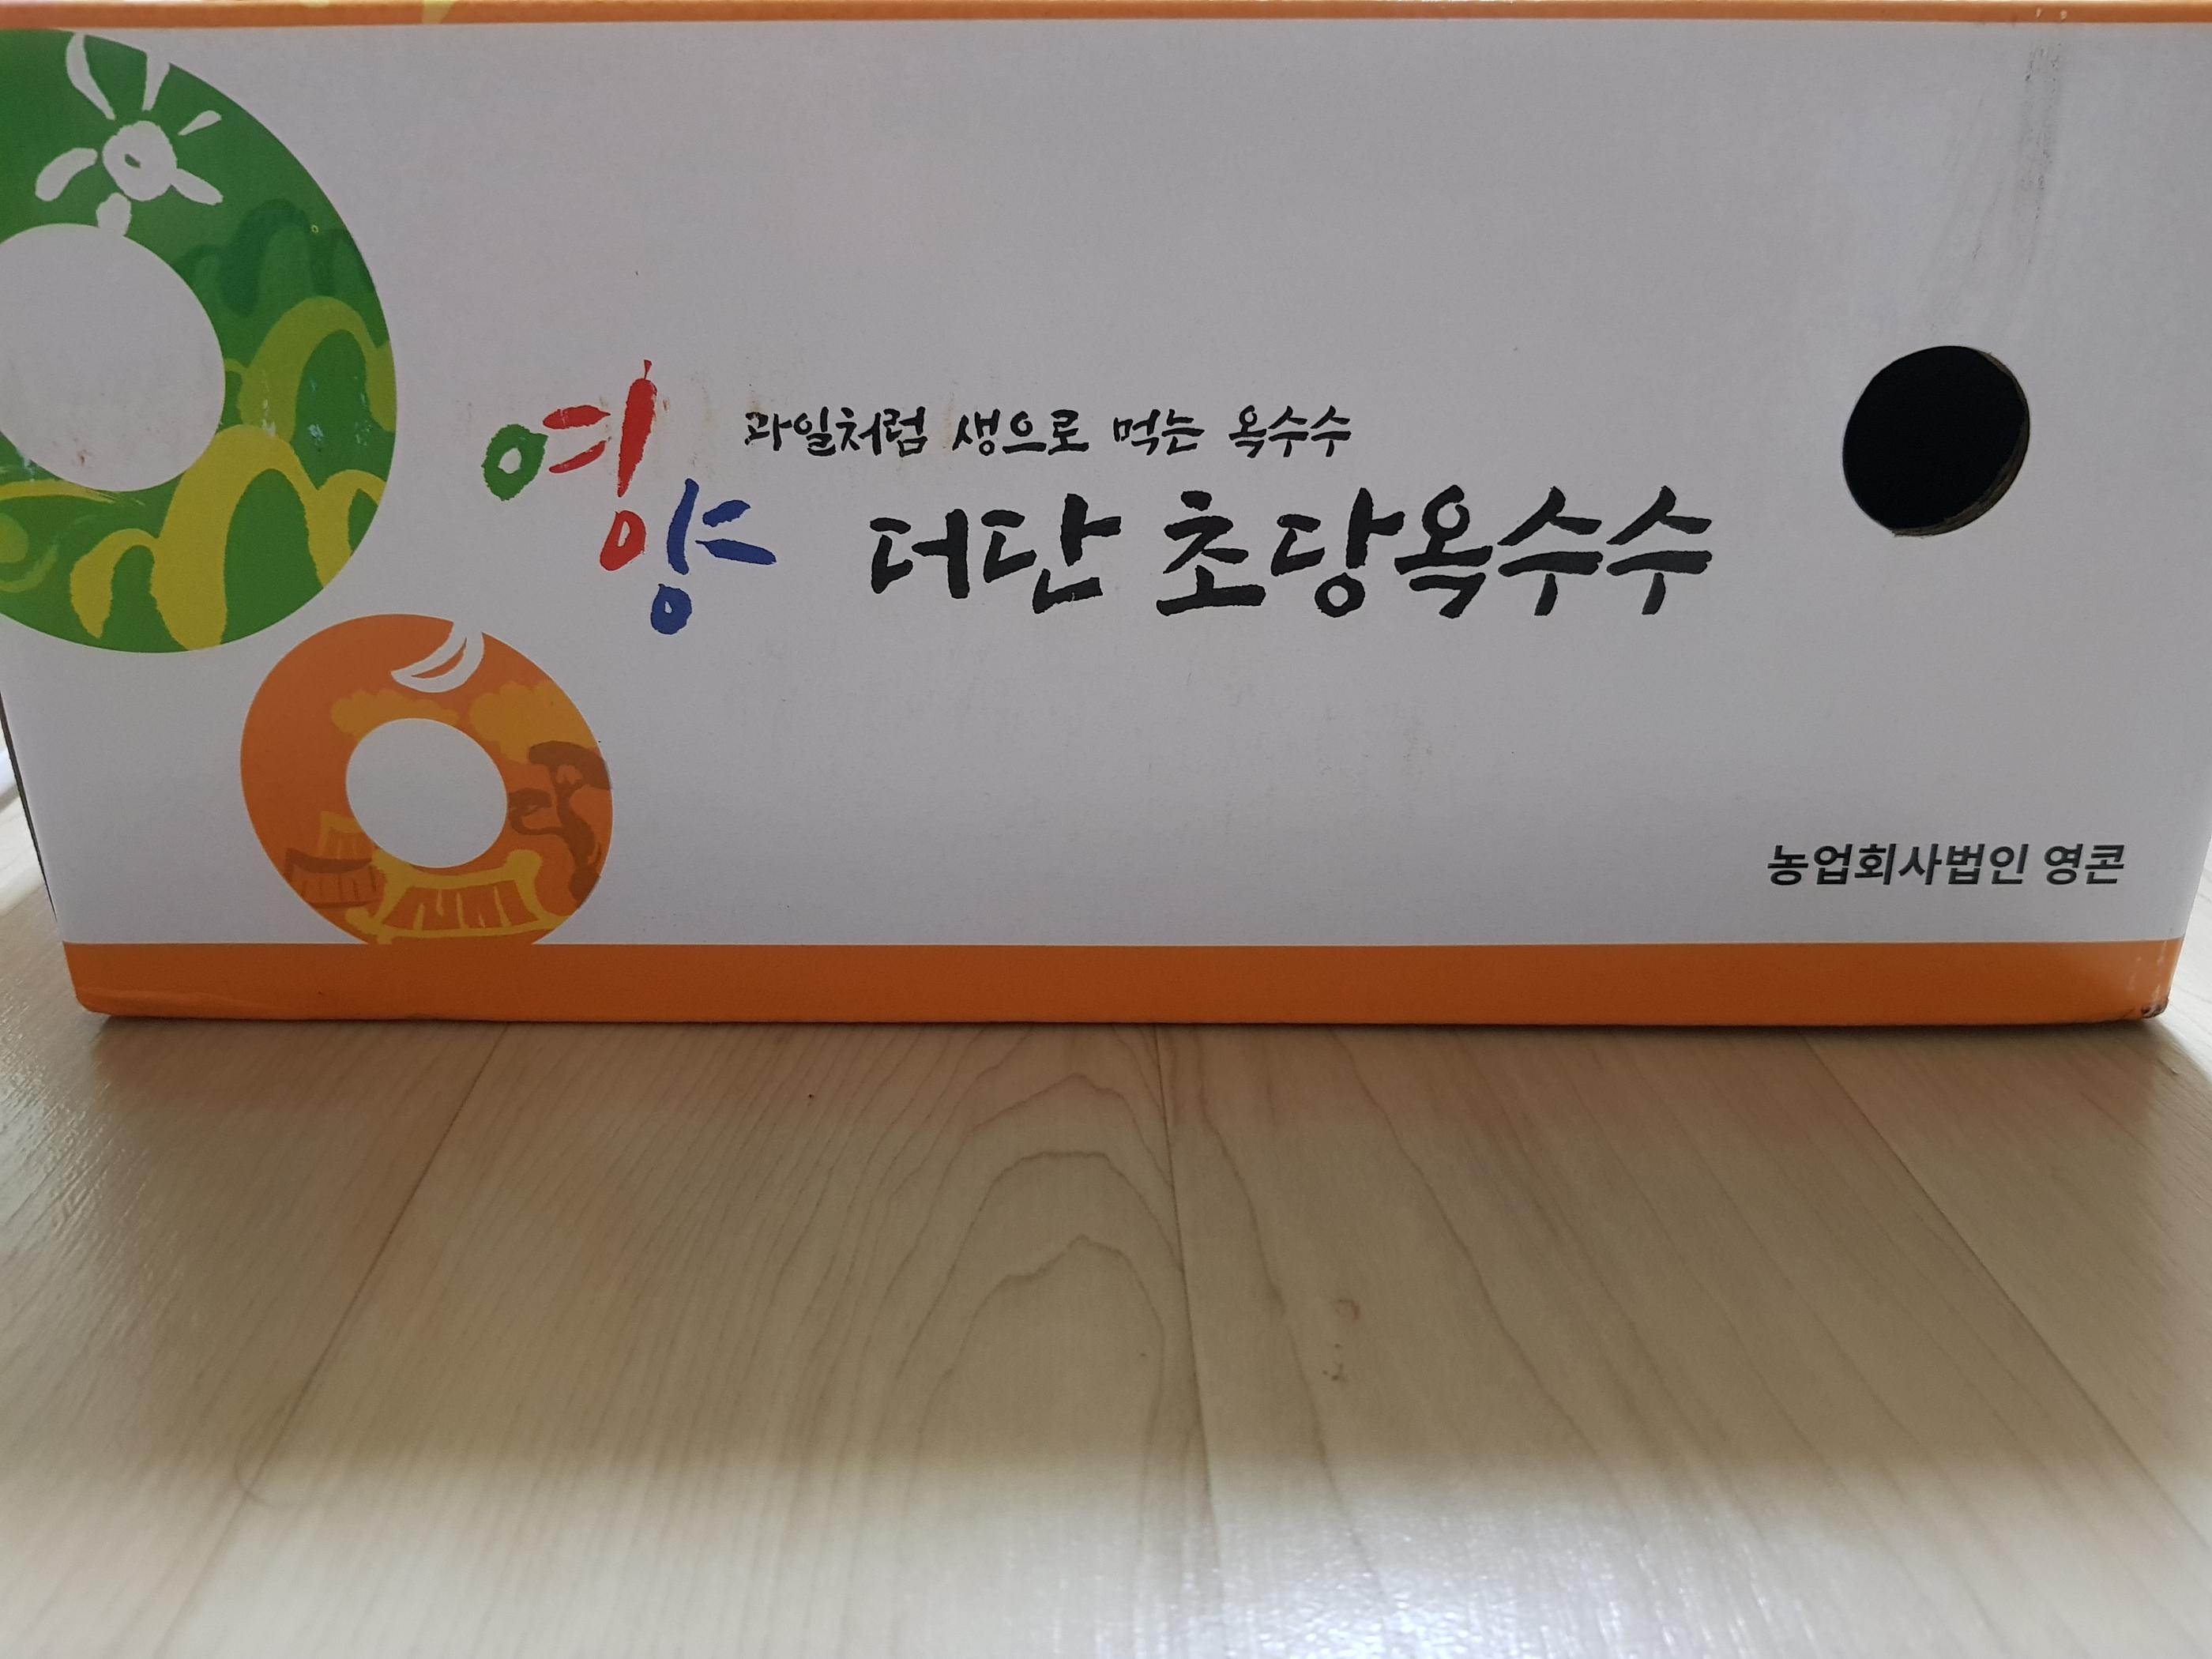 영양
과일처럼 생으로 먹는 옥수수
더단 초당옥수수
농업회사법인 영콘